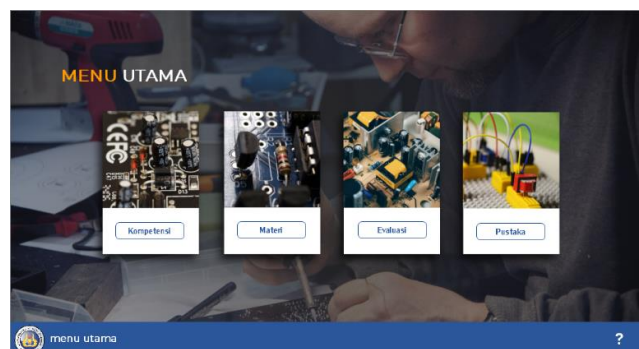 MENU UTAMA
Kompetensi
Materi
Evaluasi
Pustaka
menu utama
?